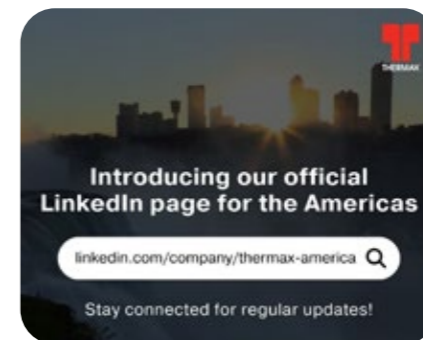 THERMAX
Introducing our official
LinkedIn page for the Americas
linkedin.com/company/thermax-america
Stay connected for regular updates!